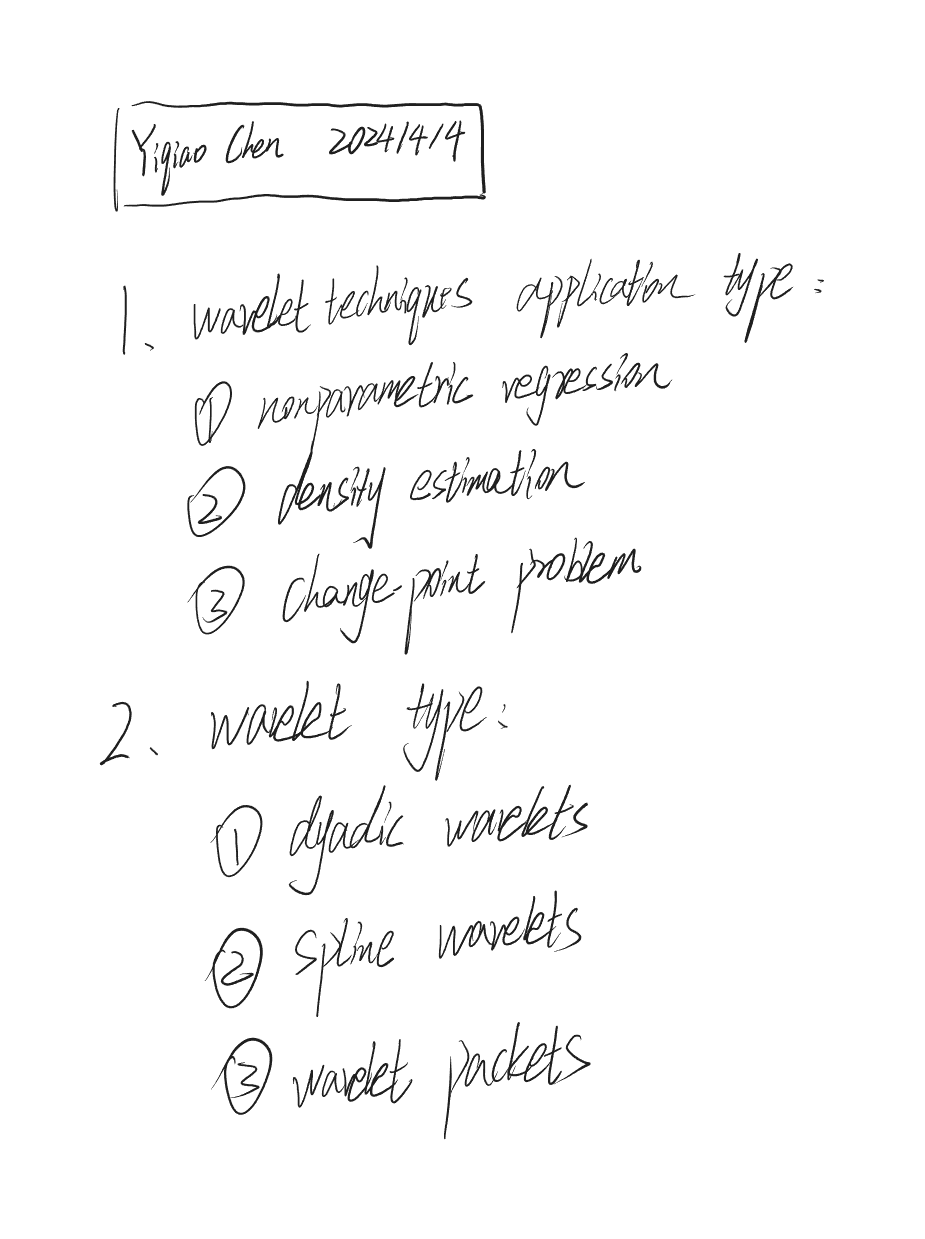 Yiqiao Chen 2024/4/4
1、wavelet techniques application type:
① nonparametric regression
② density estimation
③ change-point problem
2、wavelet type:
① dyadic wavelets
② spline wavelets
③ wavelet packets